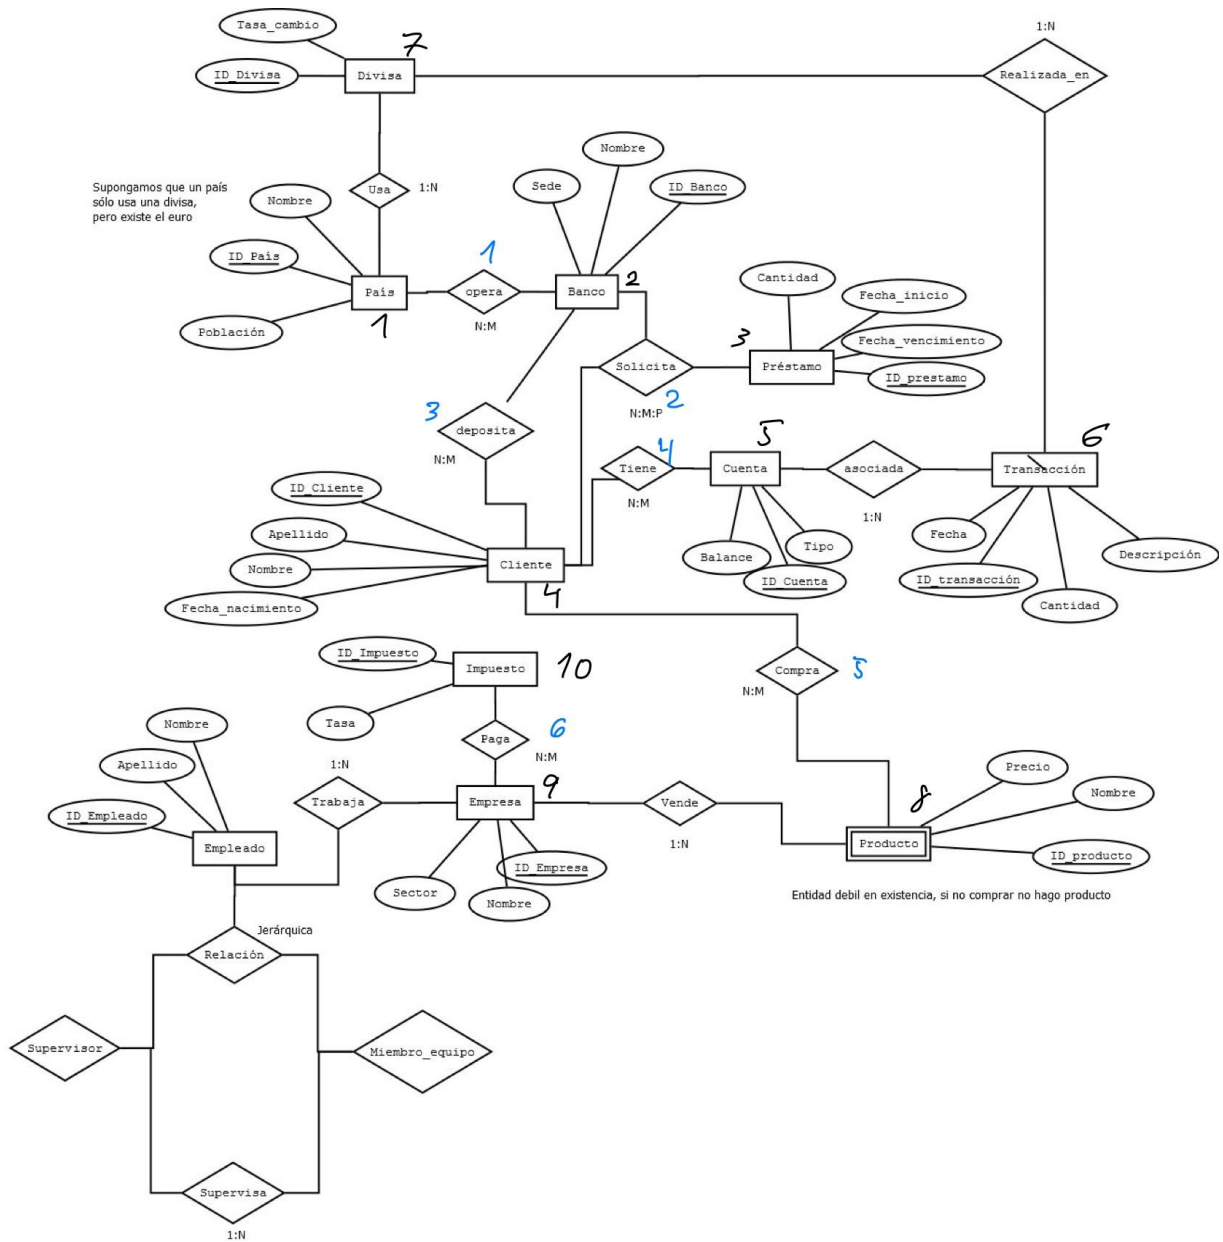 1:N
Tasa_cambio
7
ID_Divisa
Divisa
Realizada_en
Nombre
Supongamos que un país
sólo usa una divisa,
pero existe el euro
Nombre
Usa
1:N
Sede
ID_Banco
ID_País
1
Cantidad
País
opera
Banco
2
Fecha_inicio
Población
1
N:M
Fecha_vencimiento
3
Solicita
Préstamo
ID_prestamo
2
N:M:P
3
deposita
N:M
4
5
6
Tiene
Cuenta
asociada
Transacción
ID_Cliente
N:M
1:N
Apellido
Fecha
Tipo
Descripción
Balance
Nombre
Cliente
ID_Cuenta
ID_transacción
Fecha_nacimiento
4
Cantidad
ID_Impuesto
Impuesto
10
Compra
5
N:M
Tasa
Nombre
6
Paga
N:M
Apellido
1:N
Precio
9
Nombre
ID_Empleado
Trabaja
Empresa
Vende
8
Empleado
1:N
Producto
ID_producto
ID_Empresa
Sector
Nombre
Entidad debil en existencia, si no comprar no hago producto
Jerárquica
Relación
Supervisor
Miembro_equipo
Supervisa
1:N